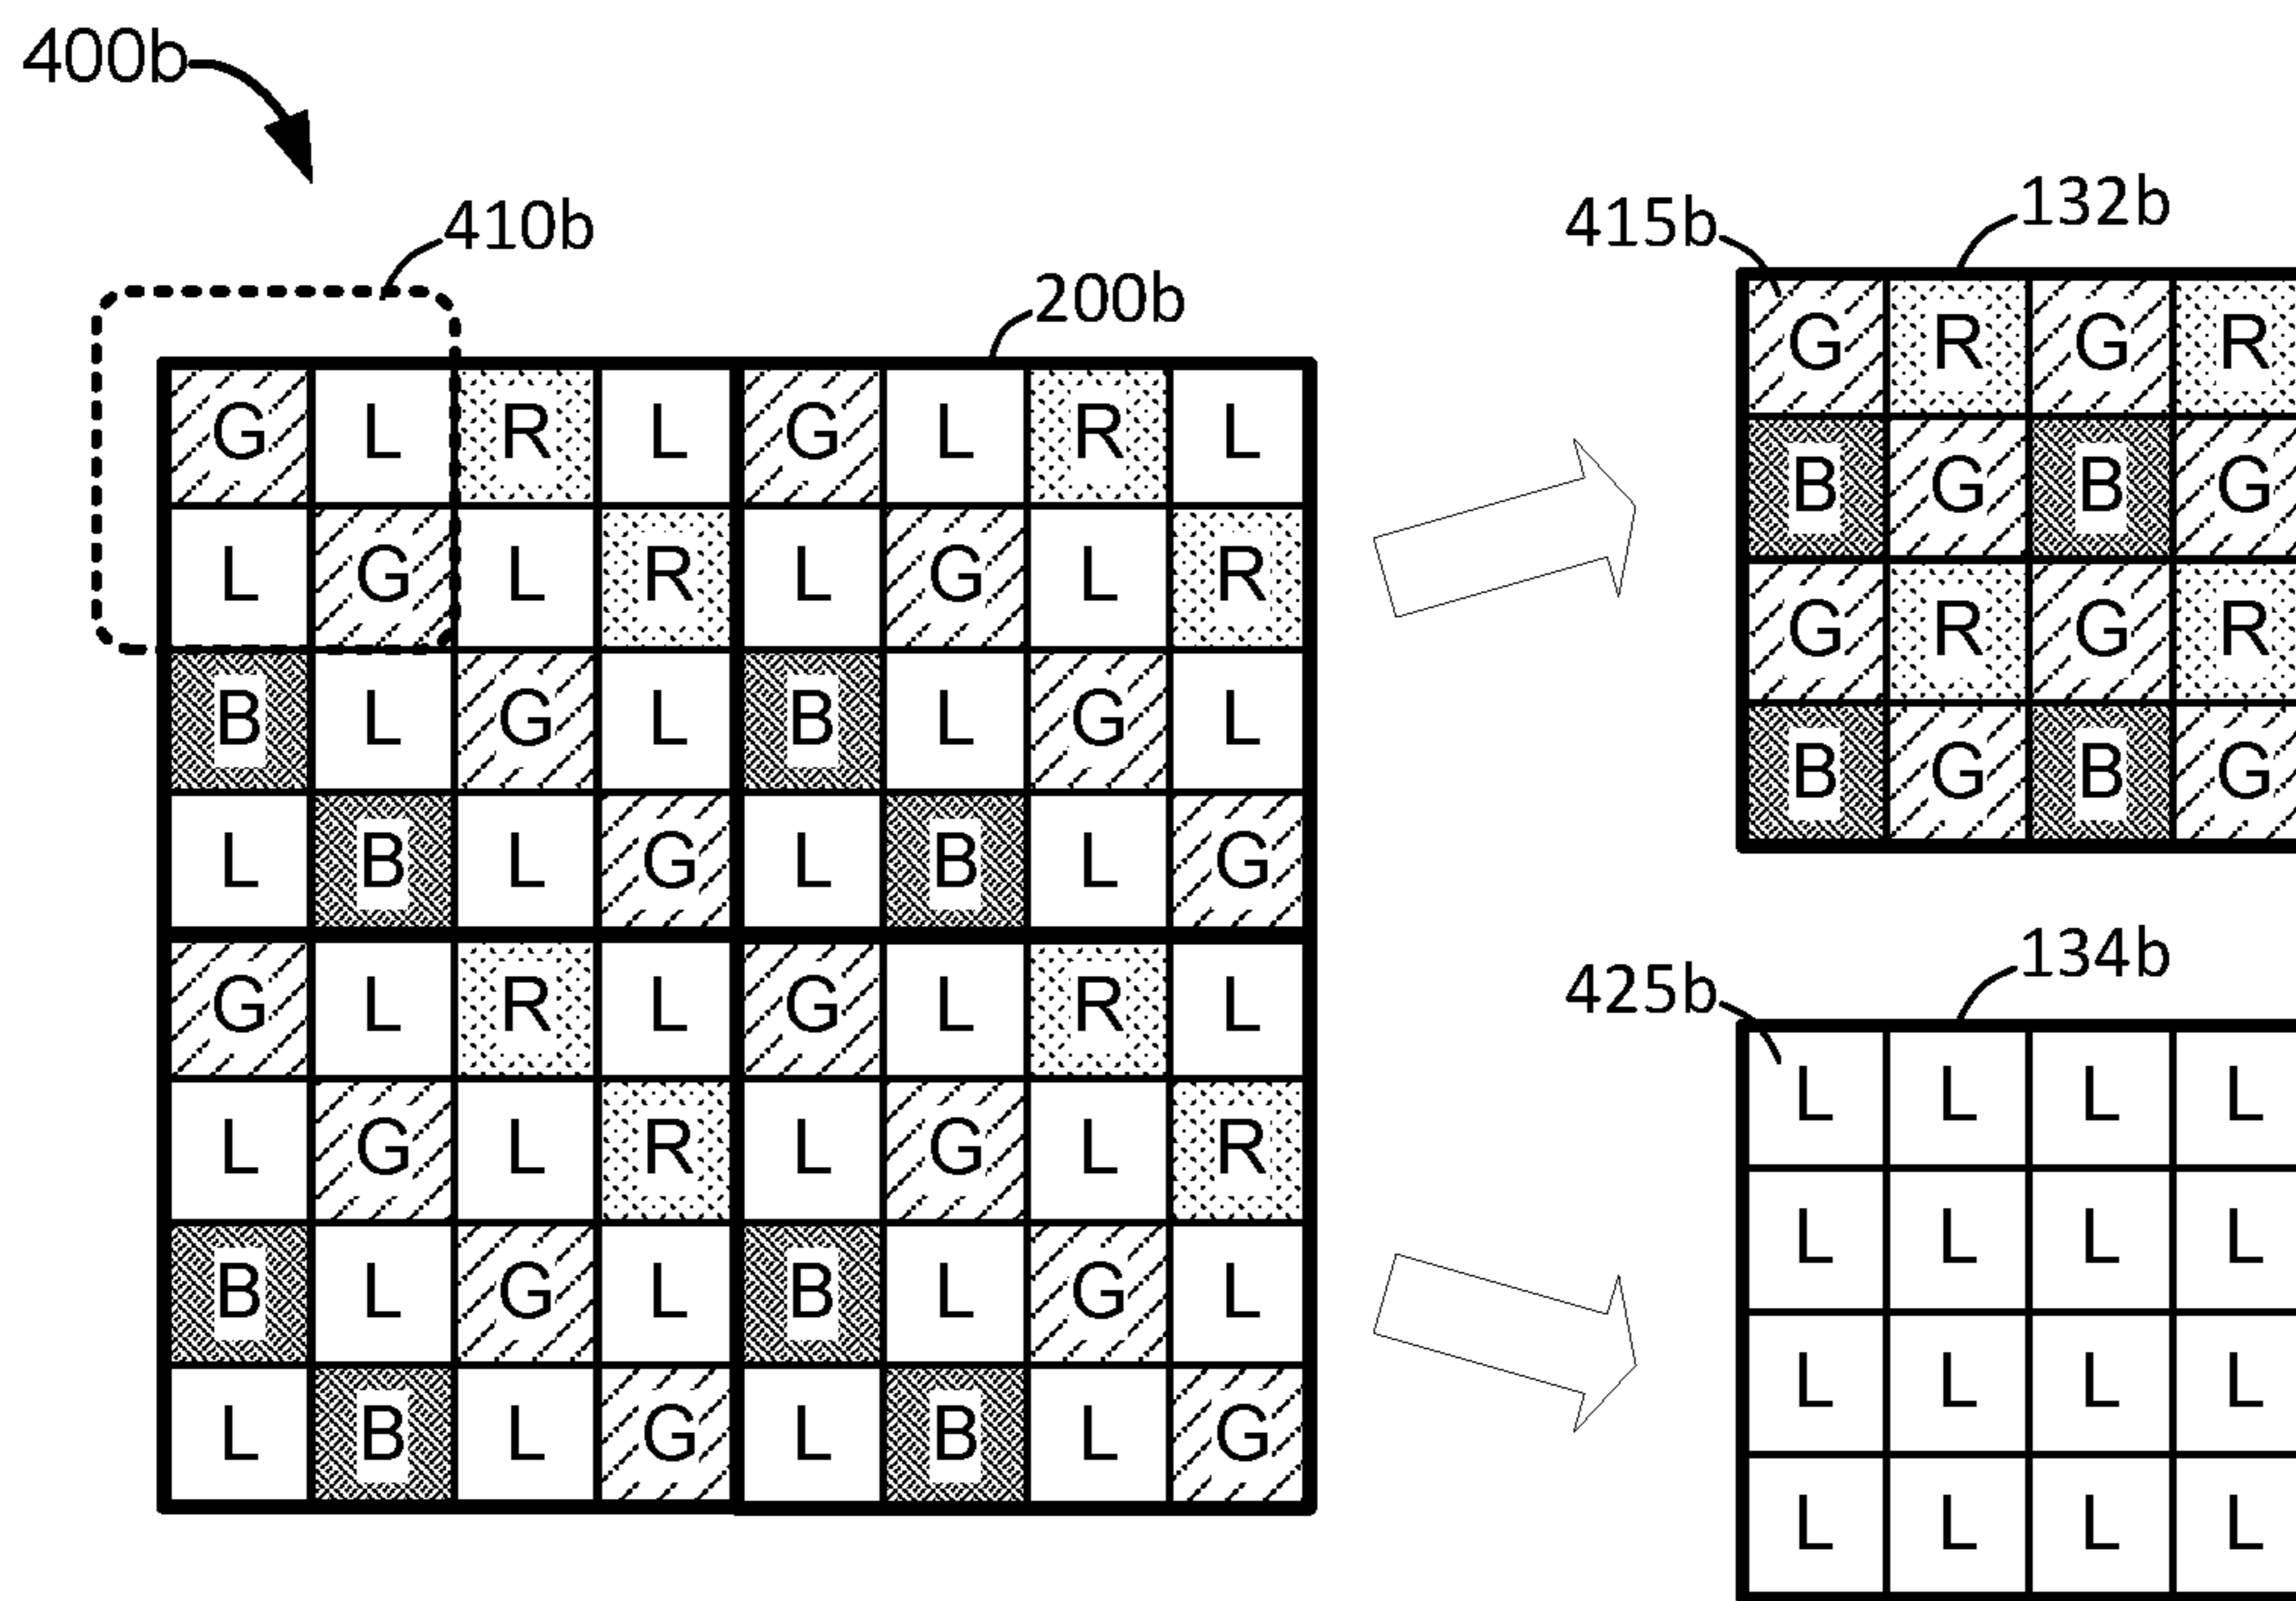 400b
410b
200b
G L R L G L R L
L G L R L G L R
B L G L B L G L
L B L G L B L G
G L R L G L R L
L G L R L G L R
B L G L B L G L
L B L G L B L G
415b
132b
G R G R
B G B G
G R G R
B G B G
425b
134b
L L L L
L L L L
L L L L
L L L L